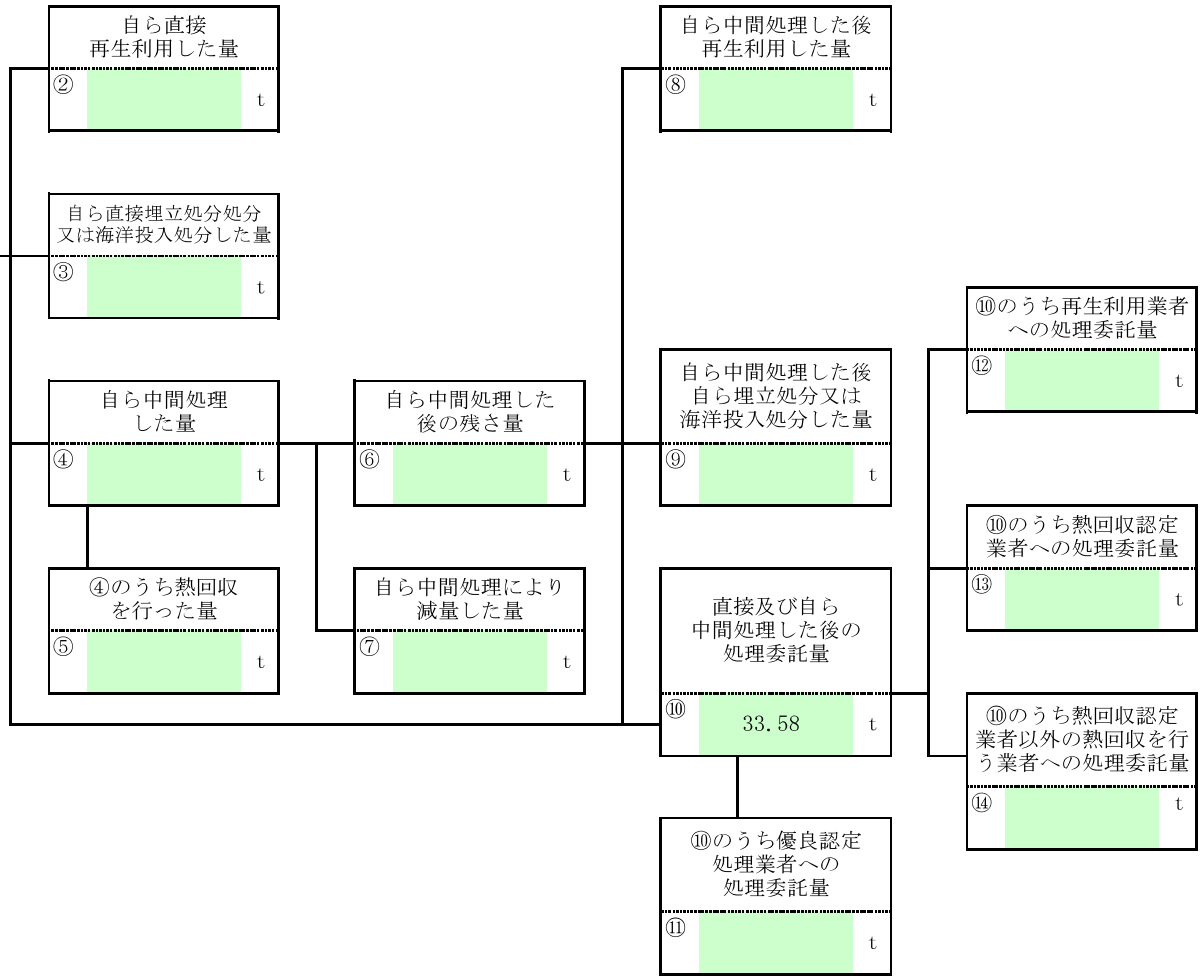 自ら直接
再生利用した量
②
t
自ら中間処理した後
再生利用した量
⑧
t
自ら直接埋立処分処分
又は海洋投入処分した量
③
t
⑩のうち再生利用業者
への処理委託量
⑫
t
自ら中間処理
した量
④
t
自ら中間処理した
後の残さ量
⑥
t
自ら中間処理した後
自ら埋立処分又は
海洋投入処分した量
⑨
t
⑩のうち熱回収認定
業者への処理委託量
⑬
t
④のうち熱回収
を行った量
⑤
t
自ら中間処理により
減量した量
⑦
t
直接及び自ら
中間処理した後の
処理委託量
⑩
33.58
t
⑩のうち熱回収認定
業者以外の熱回収を行
う業者への処理委託量
⑭
t
⑩のうち優良認定
処理業者への
処理委託量
⑪
t